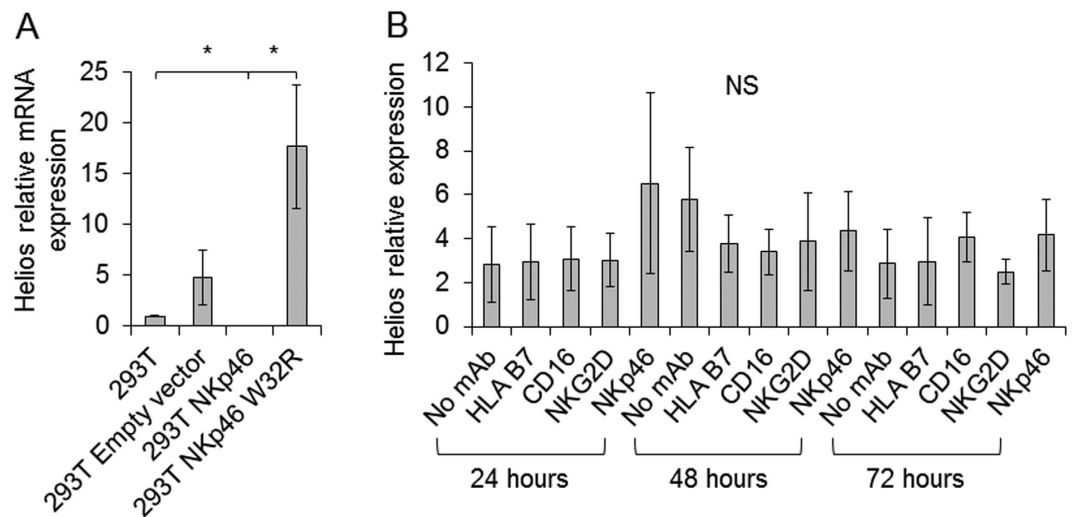 A
* *
Helios relative mRNA
expression
25
20
15
10
5
0
293T
293T Empty vector
293T NKp46
293T NKp46 W32R
B
Helios relative expression
12
10
8
6
4
2
0
NS
No mAb
HLA B7
CD16
NKG2D
NKp46
No mAb
HLA B7
CD16
NKG2D
NKp46
No mAb
HLA B7
CD16
NKG2D
NKp46
24 hours
48 hours
72 hours